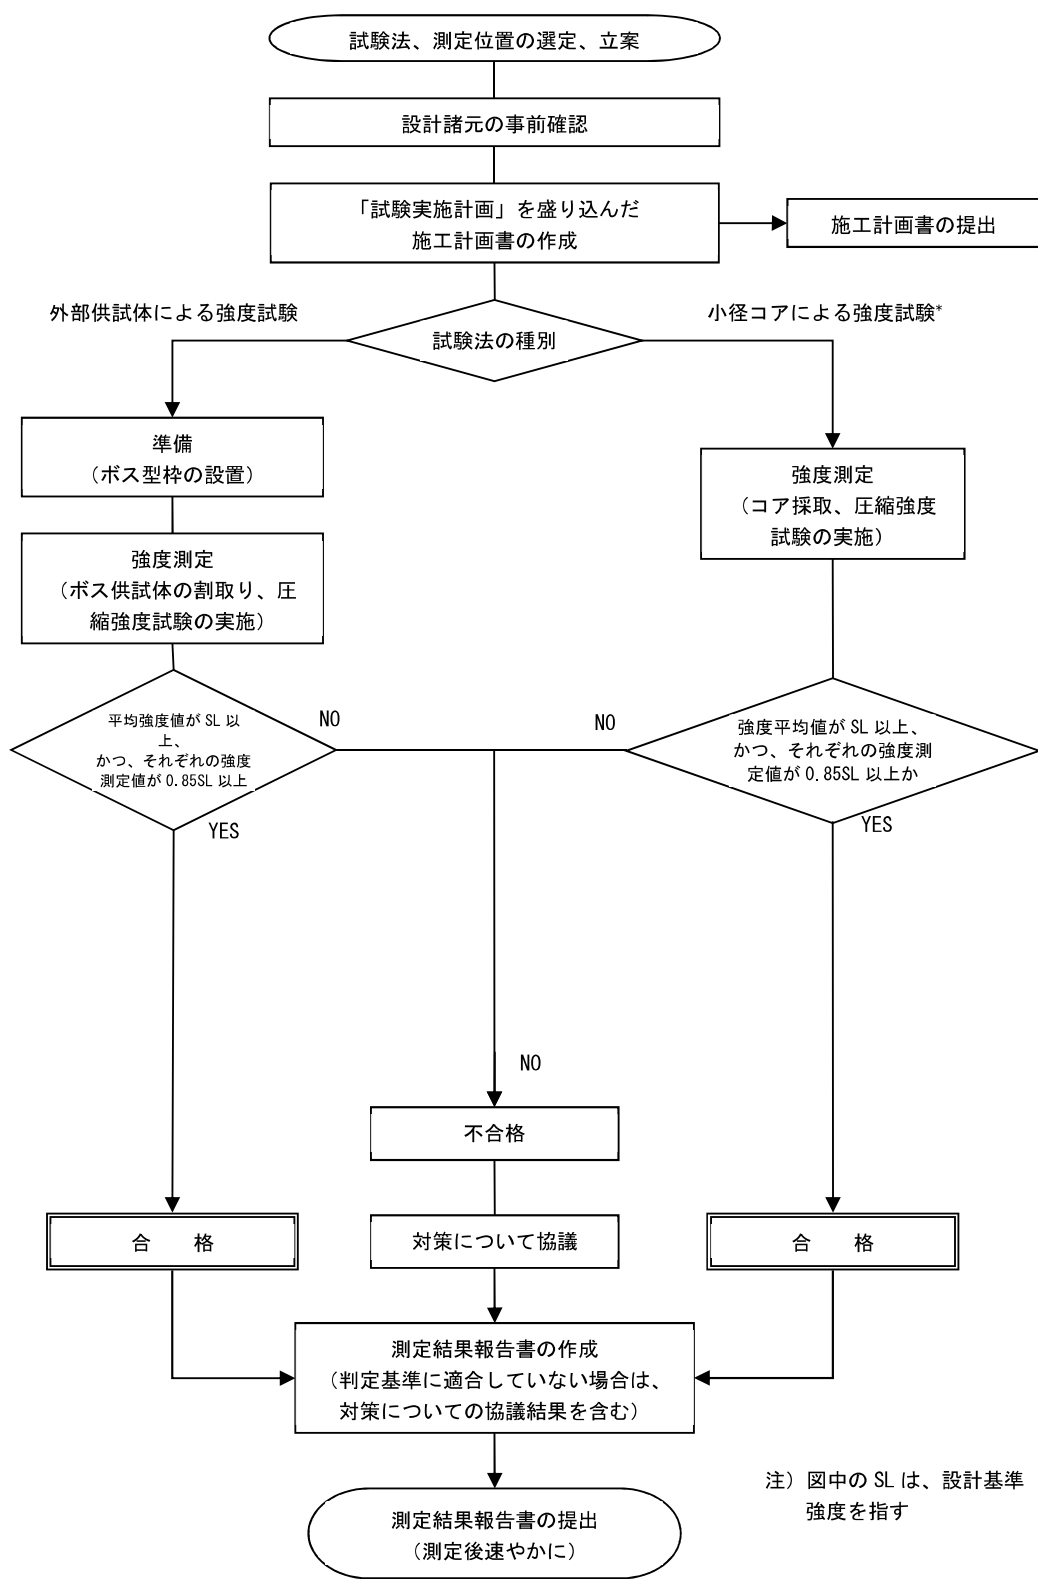 試験法、測定位置の選定、立案
設計諸元の事前確認
「試験実施計画」を盛り込んだ
施工計画書の作成
施工計画書の提出
外部供試体による強度試験
小径コアによる強度試験*
試験法の種別
準備
（ボス型枠の設置）
強度測定
（コア採取、圧縮強度
試験の実施）
強度測定
（ボス供試体の割取り、圧
縮強度試験の実施）
平均強度値が SL 以
上、
かつ、それぞれの強度
測定値が 0.85SL 以上
NO
NO
強度平均値が SL 以上、
かつ、それぞれの強度測
定値が 0.85SL 以上か
YES
YES
NO
不合格
合　格
対策について協議
合　格
測定結果報告書の作成
（判定基準に適合していない場合は、
対策についての協議結果を含む）
注）図中の SL は、設計基準
強度を指す
測定結果報告書の提出
（測定後速やかに）